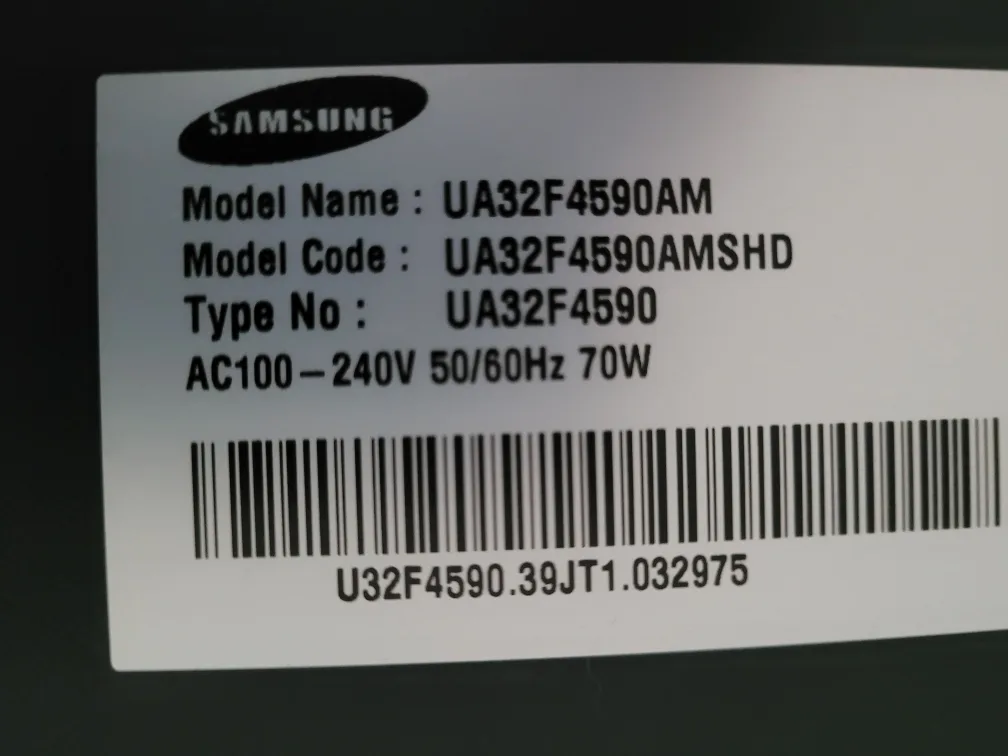 SAMSUNG
Model Name : UA32F4590AM
Model Code : UA32F4590AMSHD
Type No : UA32F4590
AC100-240V 50/60Hz 70W
U32F4590.39JT1.032975